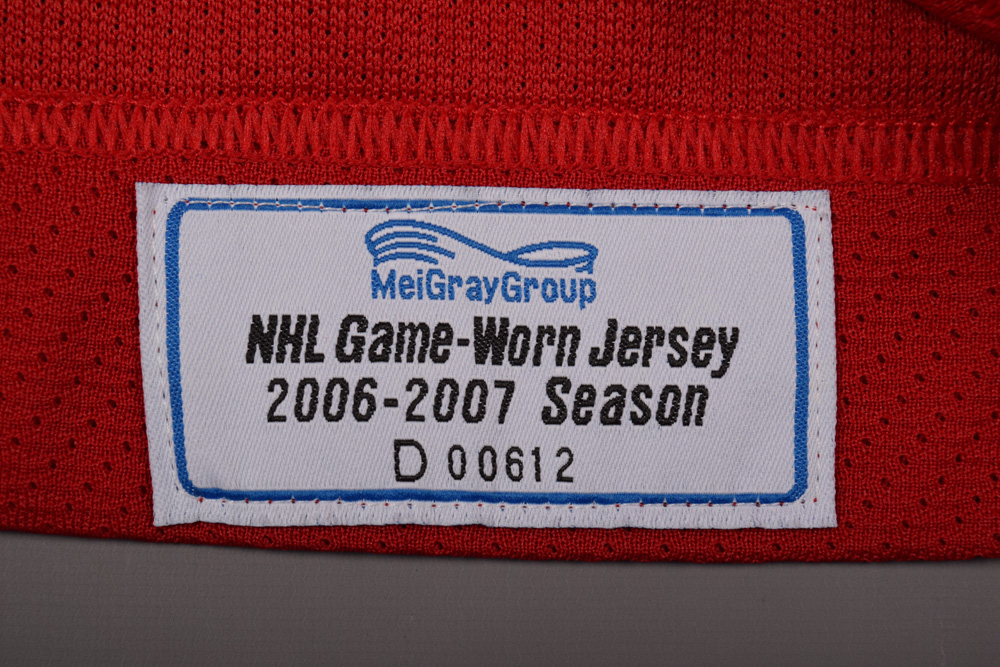 MeiGrayGroup
NHL Game-Worn Jersey
2006-2007 Season
D 00612